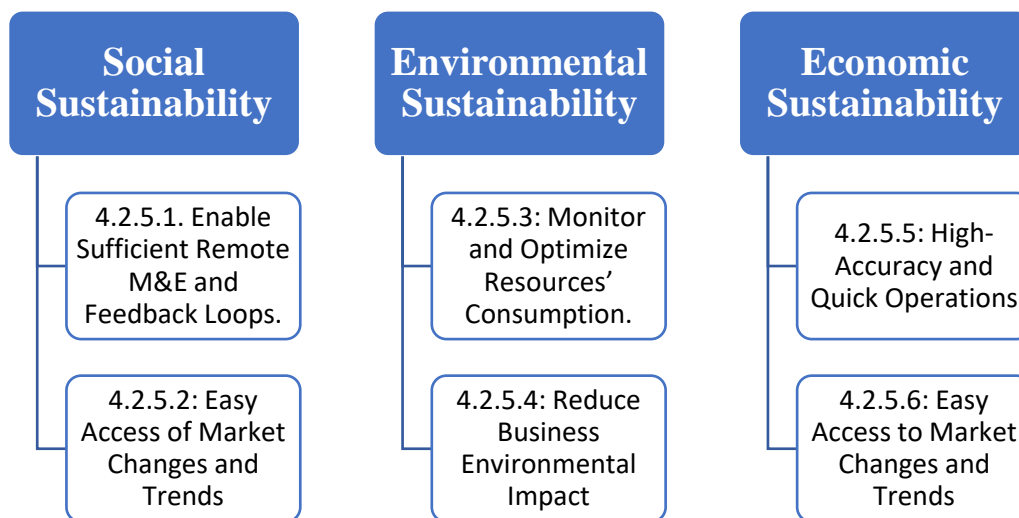 Social
Sustainability
4.2.5.1. Enable
Sufficient Remote
M&E and
Feedback Loops.
4.2.5.2: Easy
Access of Market
Changes and
Trends
Environmental
Sustainability
4.2.5.3: Monitor
and Optimize
Resources’
Consumption.
4.2.5.4: Reduce
Business
Environmental
Impact
Economic
Sustainability
4.2.5.5: High-
Accuracy and
Quick Operations
4.2.5.6: Easy
Access to Market
Changes and
Trends